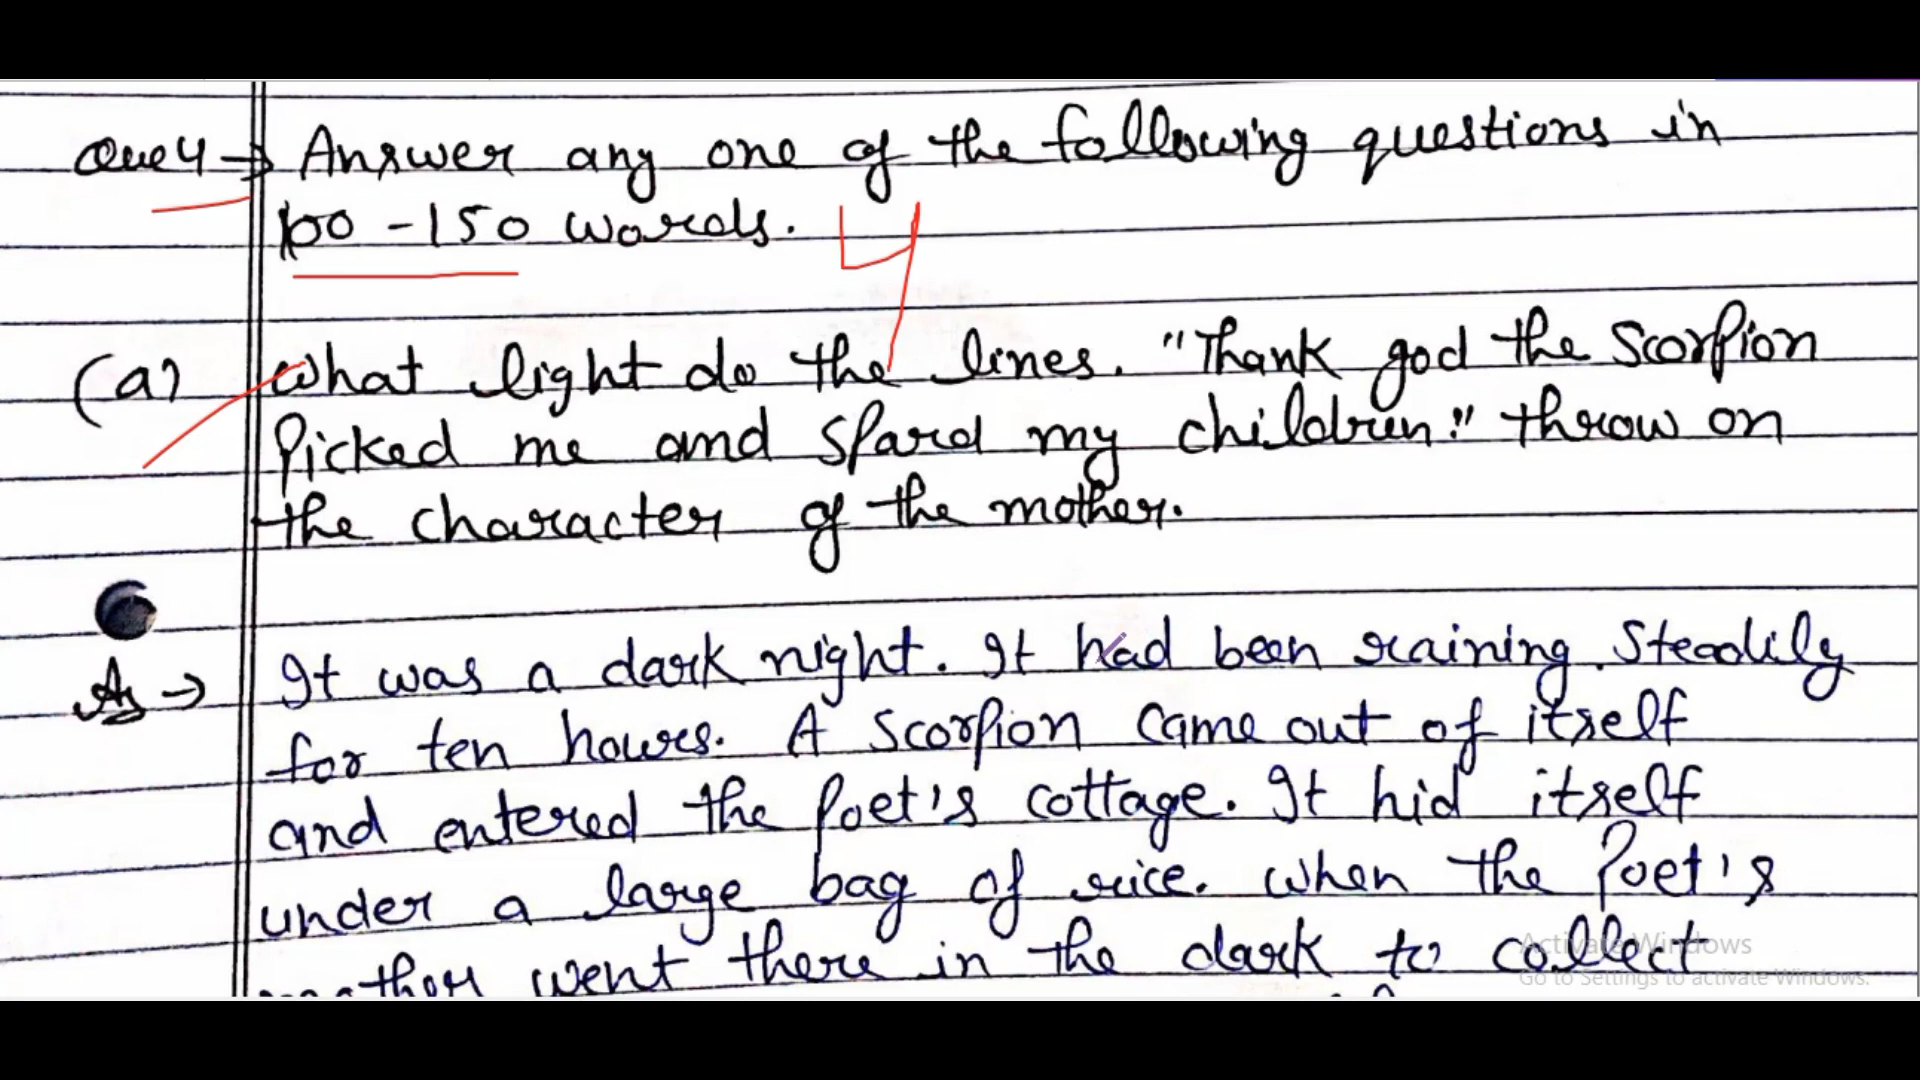 Que 4 → Answer any one of the following questions in
100 - 150 words.
(a) What light do the lines. "Thank god the Scorpion
Picked me and spard my children." throw on
the character of the mother.
As → It was a dark night. It had been raining steadily
for ten hours. A scorpion came out of itself
and entered the Poet's cottage. It hid itself
under a large bag of rice. when the Poet's
mother went there in the dark to collect
Activate Windows
Go to Settings to activate Windows.